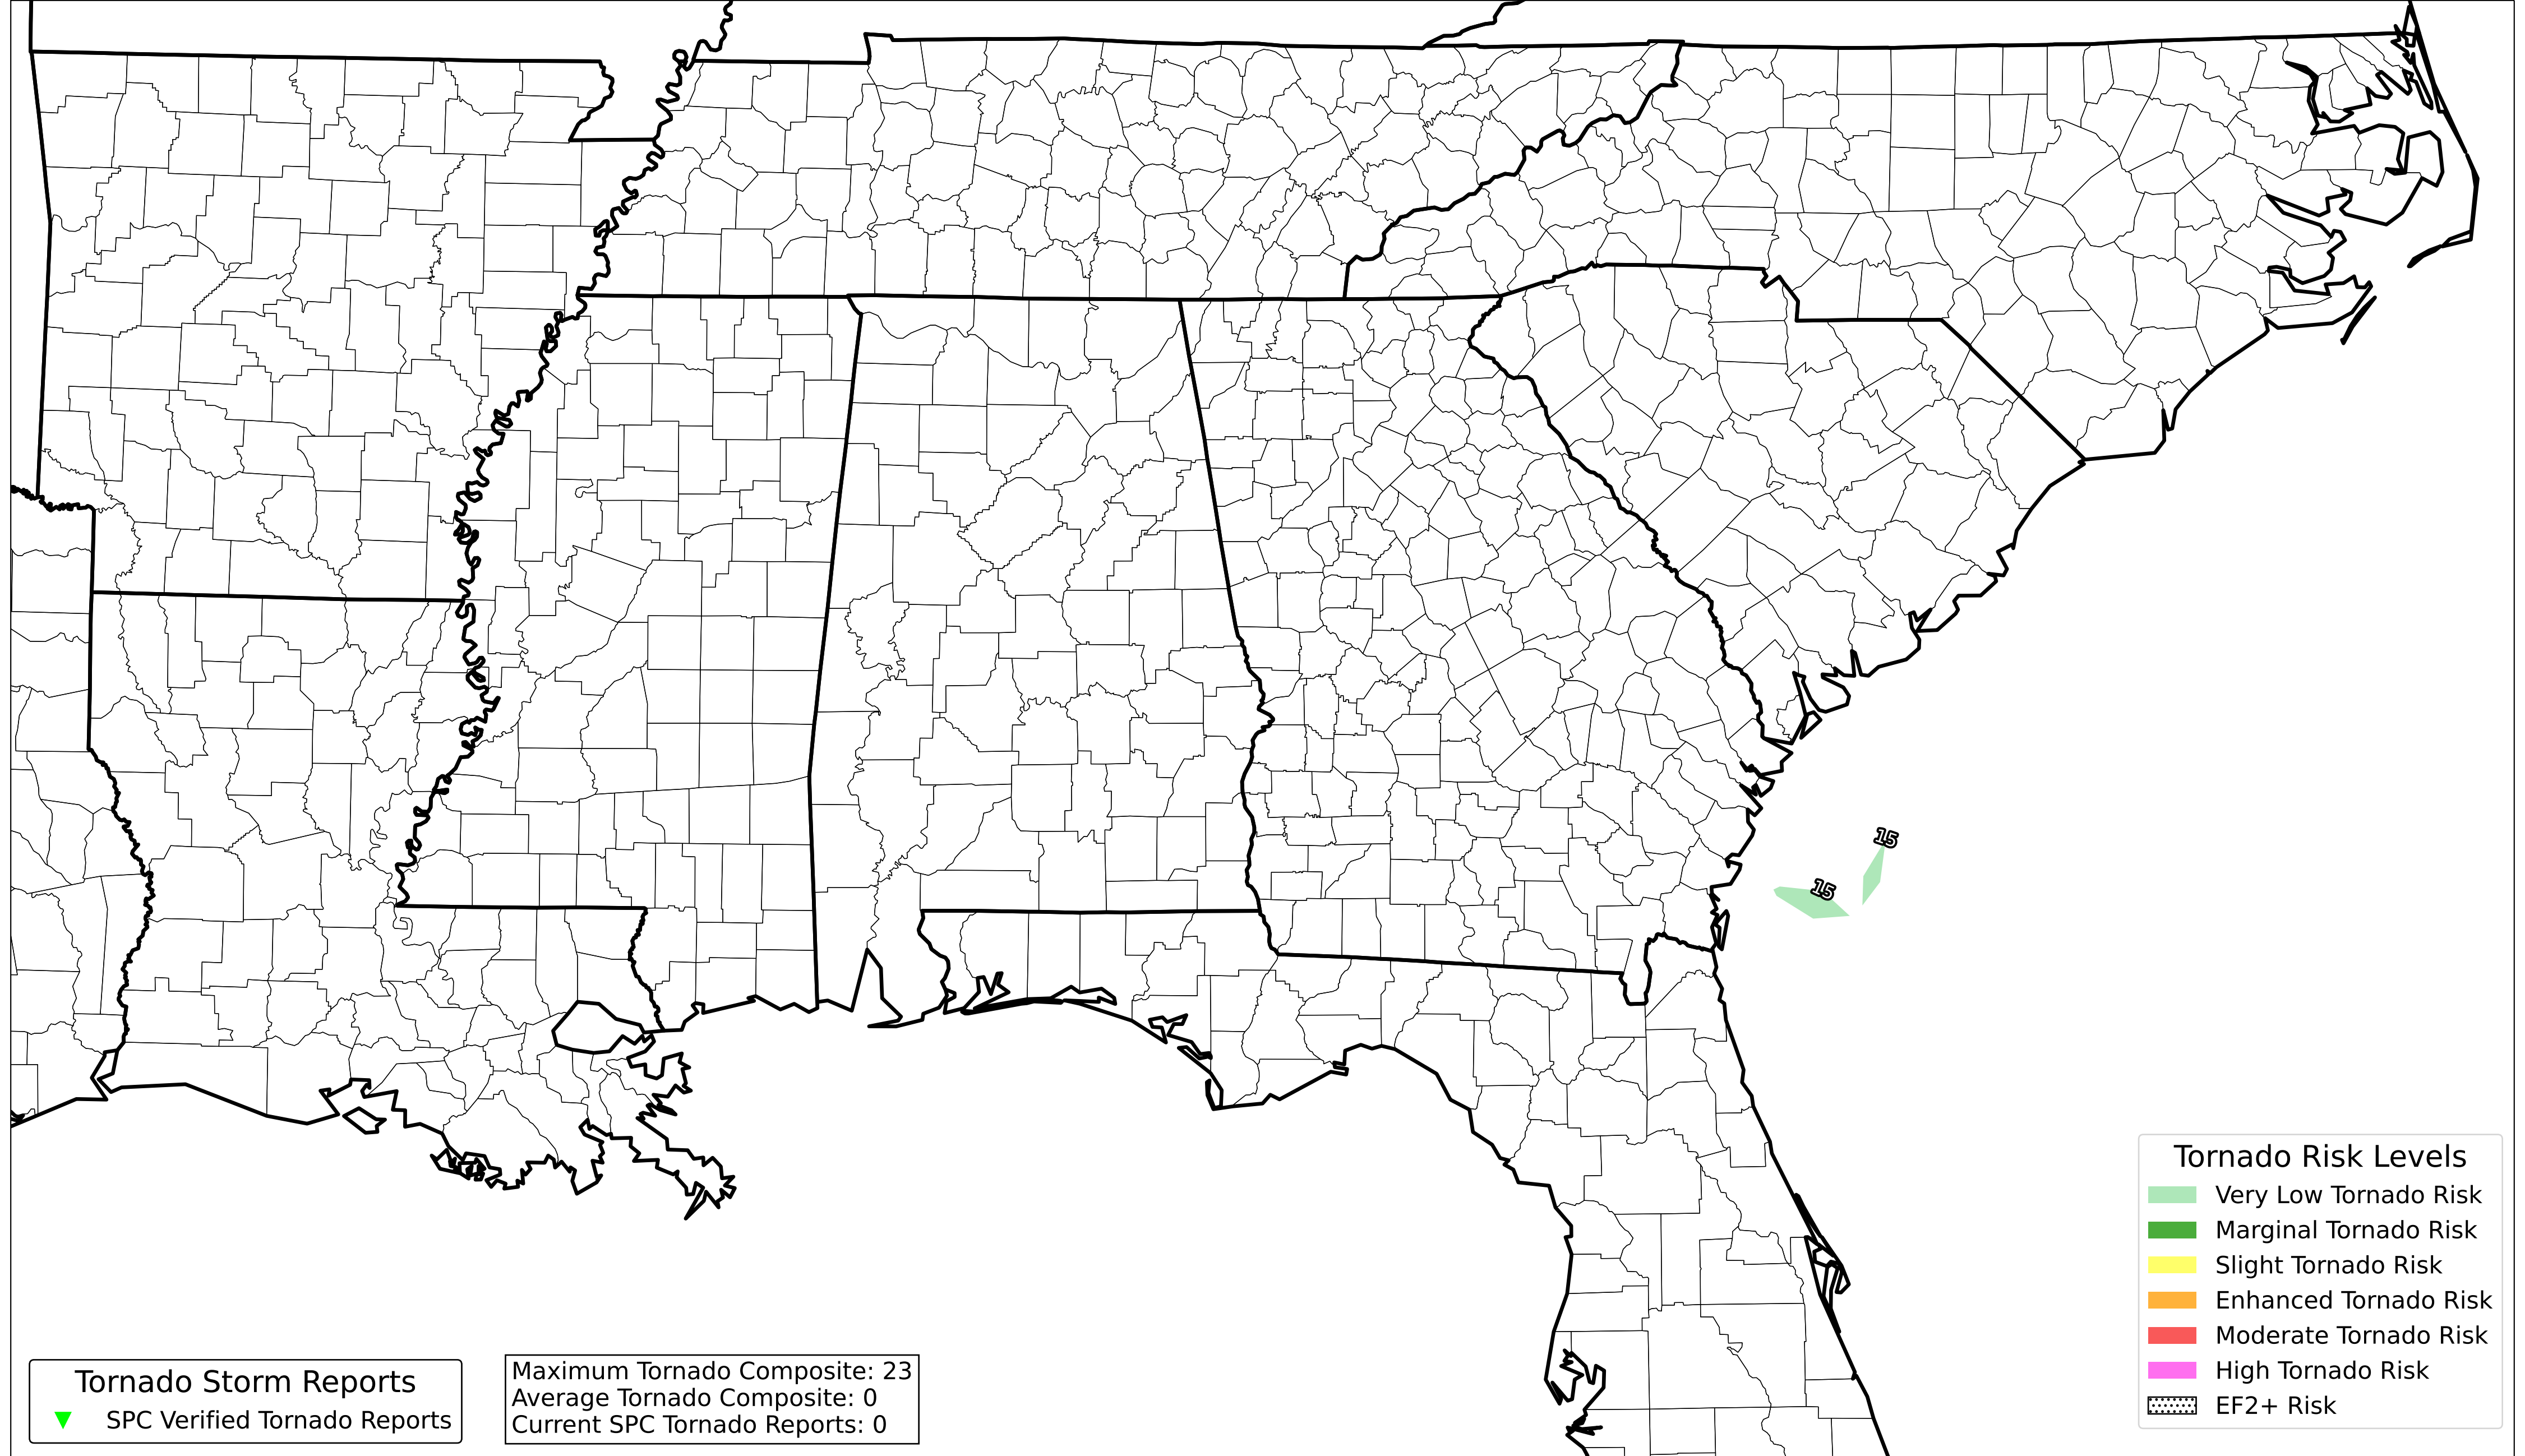 15
15
Tornado Risk Levels
Very Low Tornado Risk
Marginal Tornado Risk
Slight Tornado Risk
Enhanced Tornado Risk
Moderate Tornado Risk
High Tornado Risk
EF2+ Risk
Tornado Storm Reports
SPC Verified Tornado Reports
Maximum Tornado Composite: 23
Average Tornado Composite: 0
Current SPC Tornado Reports: 0